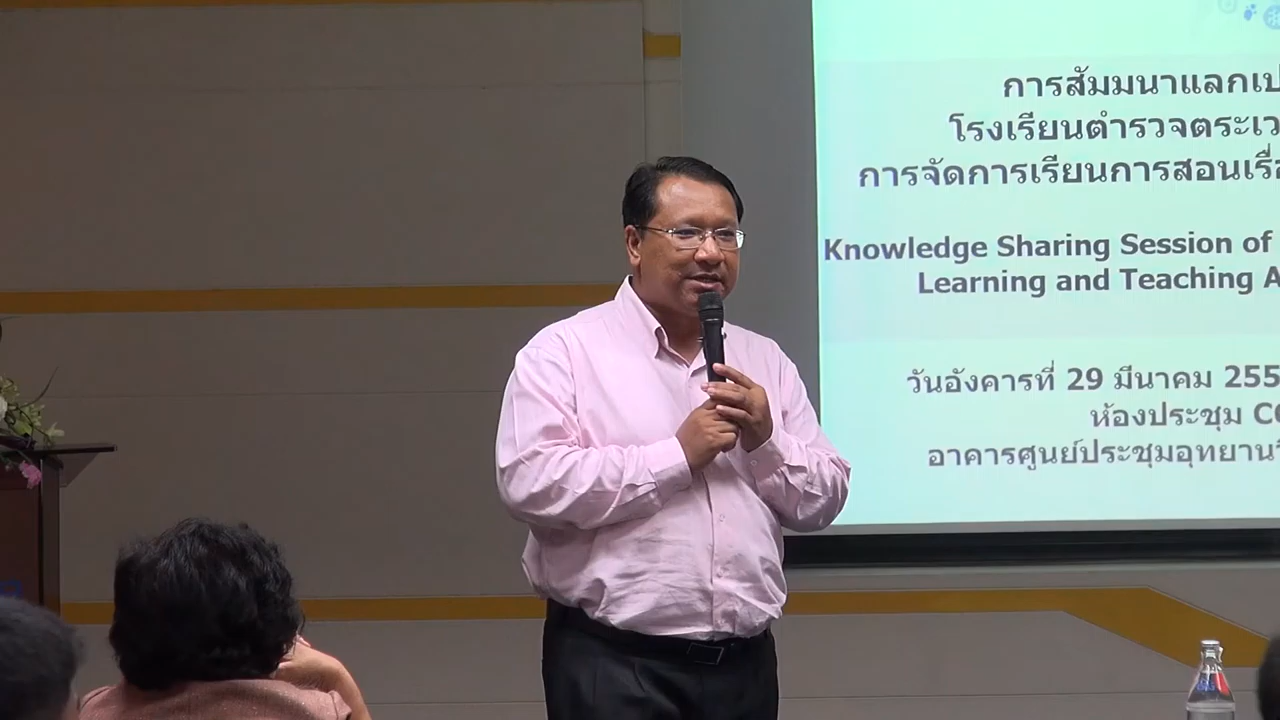 การสัมมนาแลกเป
โรงเรียนตำรวจตระเว
การจัดการเรียนการสอนเรื่อ
Knowledge Sharing Session of
Learning and Teaching A
วันอังคารที่ 29 มีนาคม 255
ห้องประชุม C
อาคารศูนย์ประชุมอุทยานว